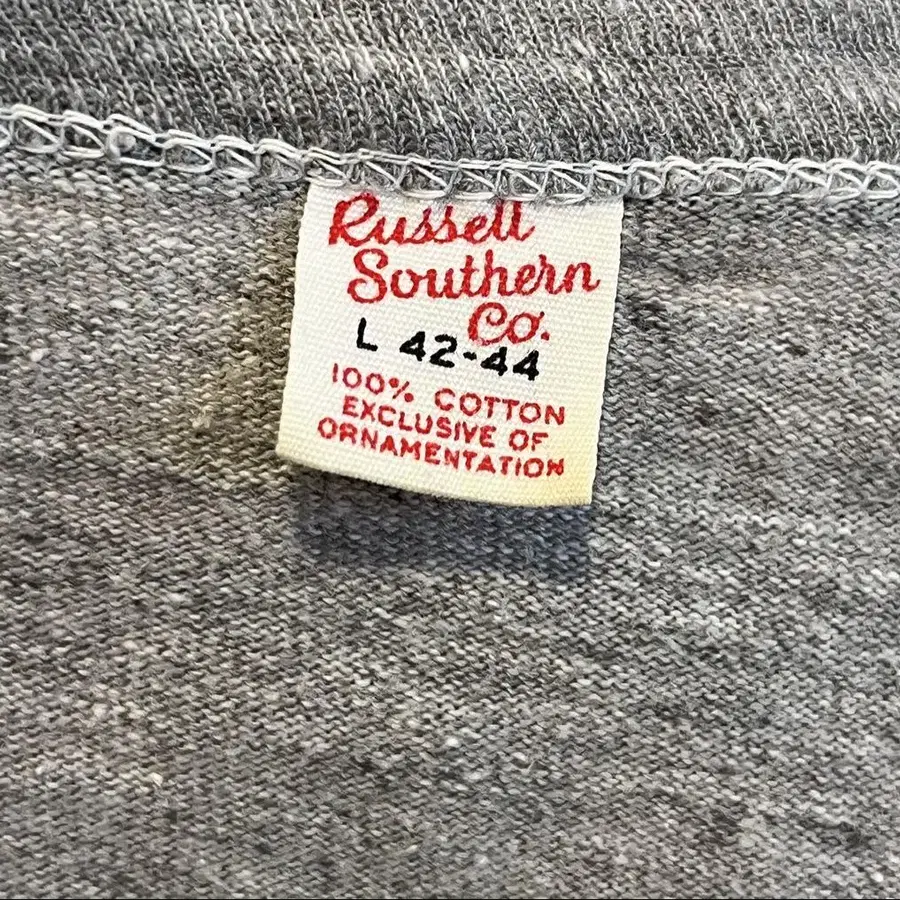 Russell
Southern
Co.
L 42-44
100% COTTON
EXCLUSIVE OF
ORNAMENTATION